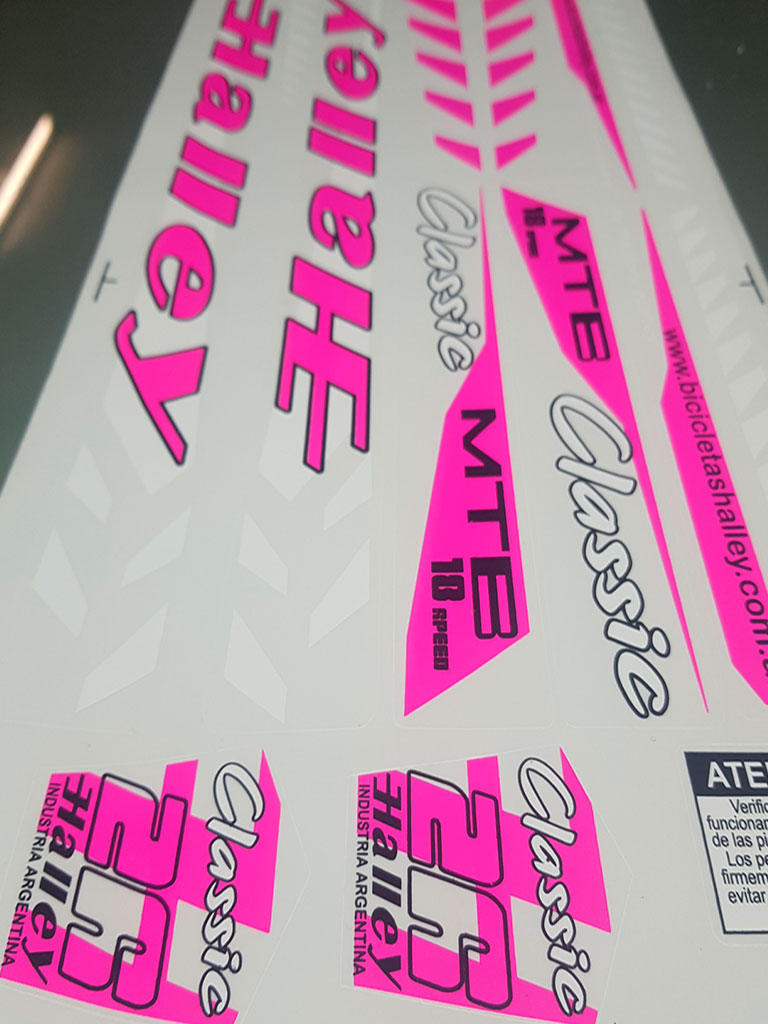 Halley
Halley
Classic
MTB
18 SPEED
MTB
18 SPEED
Classic
www.bicicletashalley.com.a
Classic
26
Halley
INDUSTRIA ARGENTINA
Classic
26
Halley
INDUSTRIA ARGENTINA
ATE
Verifi
funcionar
de las pi
Los pe
firmem
evitar